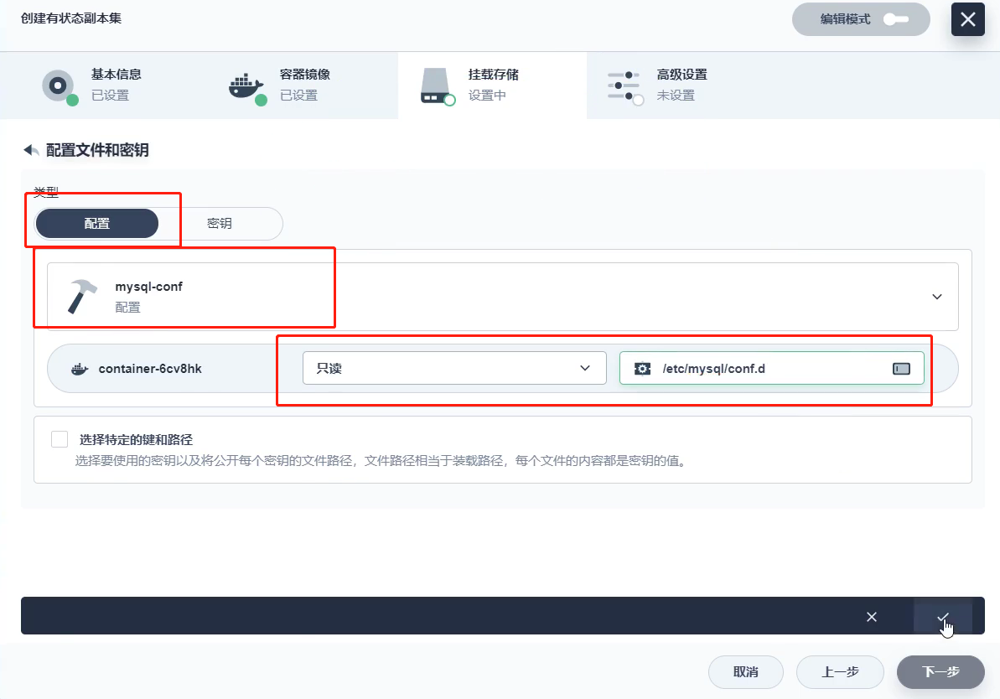 创建有状态副本集
编辑模式
基本信息
已设置
容器镜像
已设置
挂载存储
设置中
高级设置
未设置
配置文件和密钥
类型
配置
密钥
mysql-conf
配置
container-6cv8hk
只读
/etc/mysql/conf.d
选择特定的键和路径
选择要使用的密钥以及将公开每个密钥的文件路径，文件路径相当于装载路径，每个文件的内容都是密钥的值。
取消
上一步
下一步